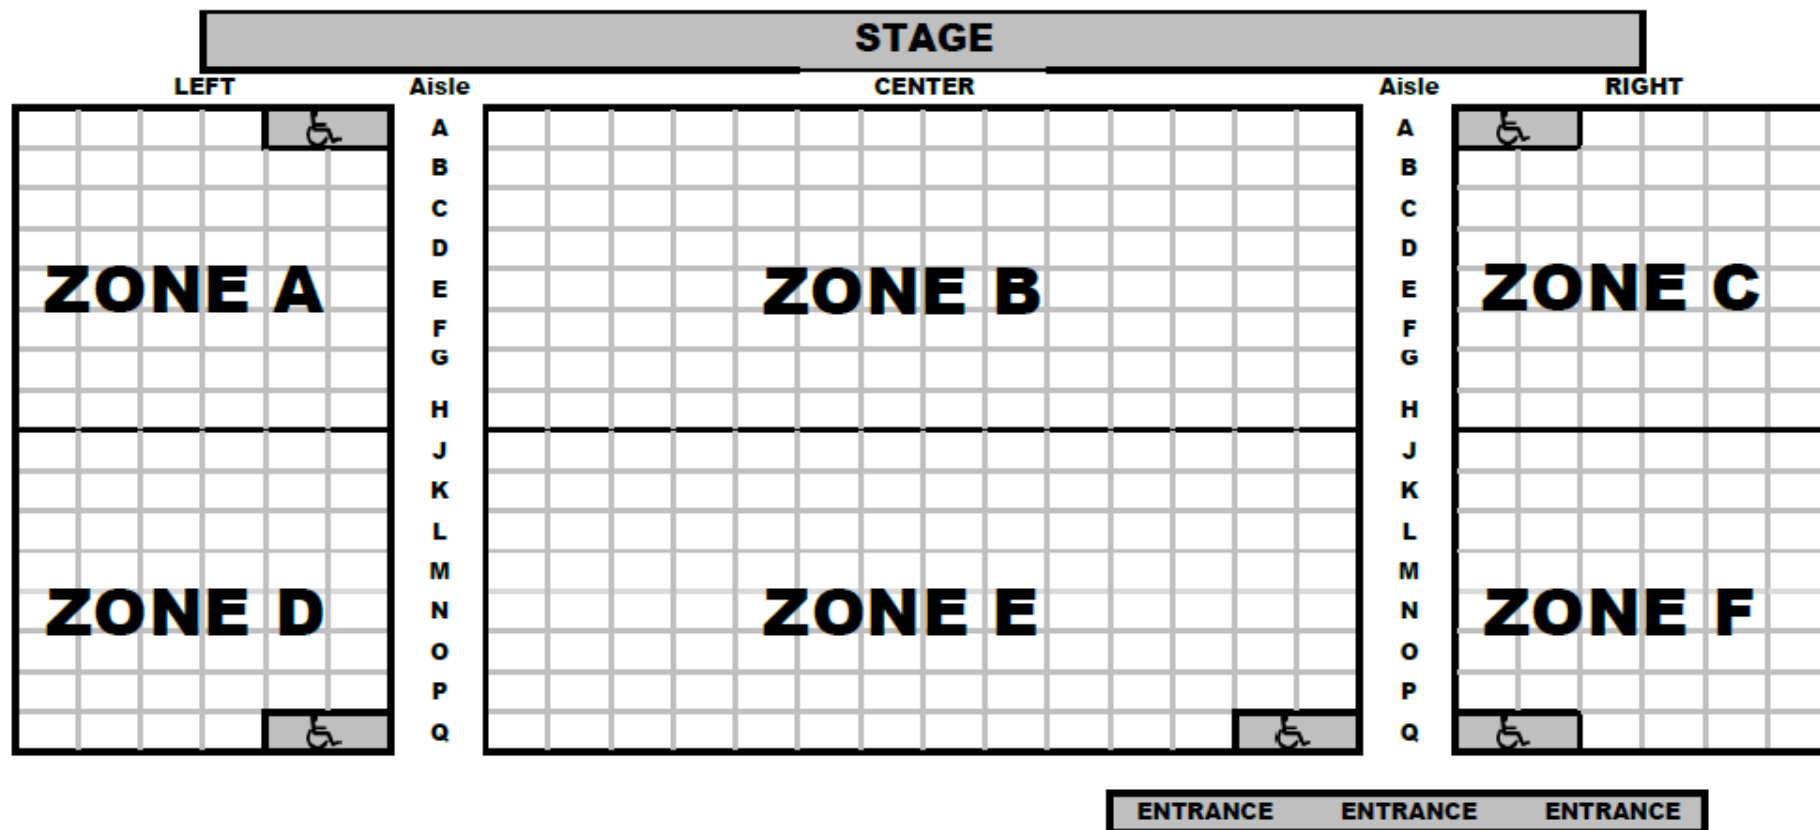 STAGE
LEFT Aisle CENTER Aisle RIGHT
A A
B B
C C
D D
ZONE A E ZONE B E ZONE C
F F
G G
H H
J J
K K
L L
M M
ZONE D N ZONE E N ZONE F
O O
P P
Q Q
ENTRANCE ENTRANCE ENTRANCE